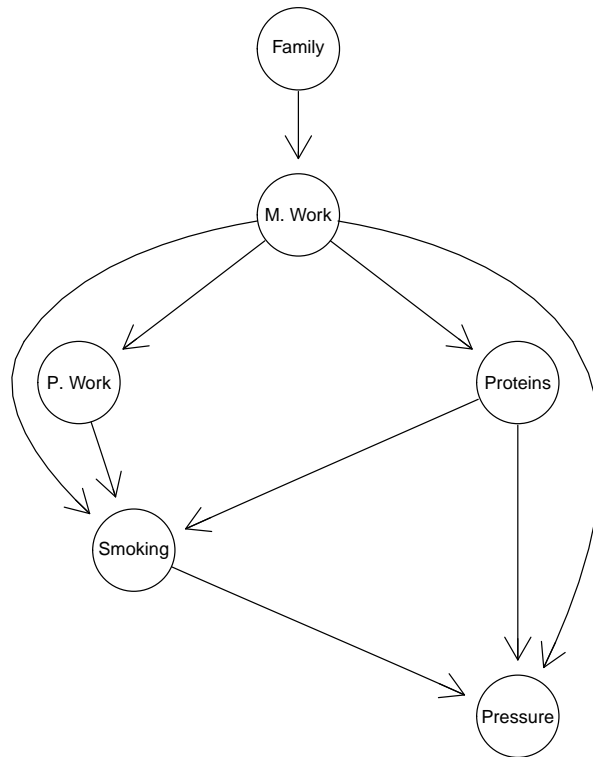 Family
M. Work
P. Work
Proteins
Smoking
Pressure